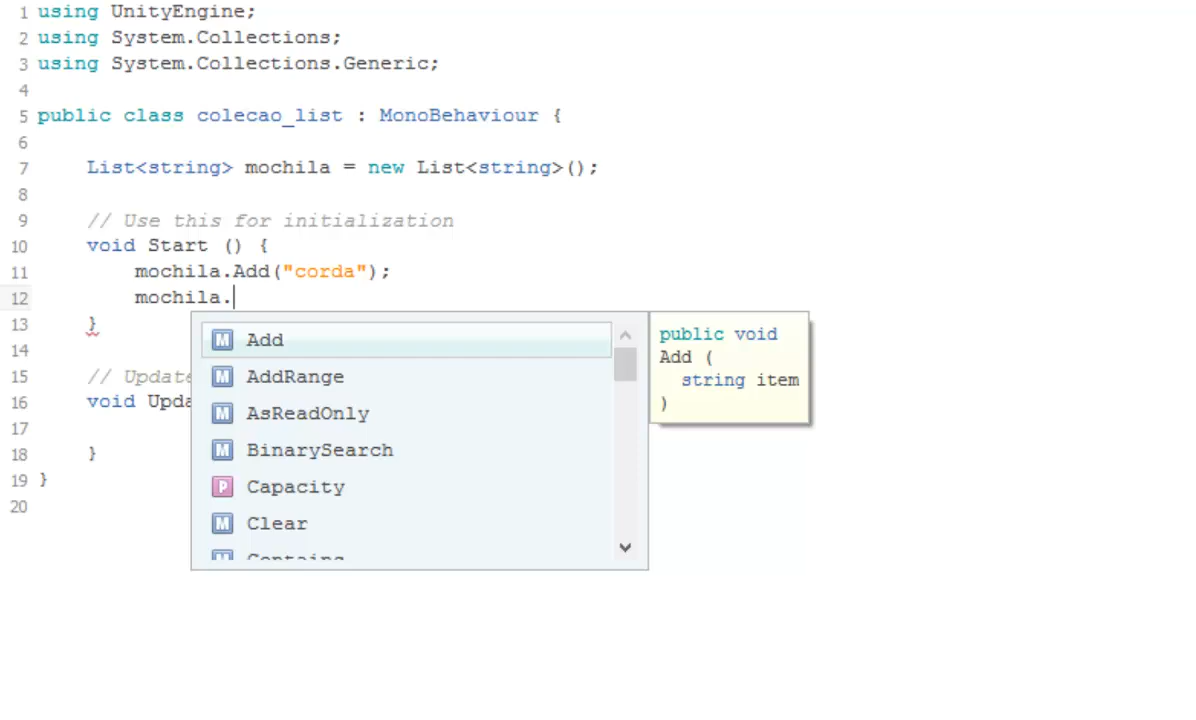 1 using UnityEngine;
2 using System.Collections;
3 using System.Collections.Generic;
4
5 public class colecao_list : MonoBehaviour {
6
7 List<string> mochila = new List<string>();
8
9 // Use this for initialization
10 void Start () {
11 mochila.Add("corda");
12 mochila.
13 }
14
15 // Update
16 void Upda
17
18 }
19 }
20
Add
AddRange
AsReadOnly
BinarySearch
P Capacity
Clear
public void
Add (
string item
)